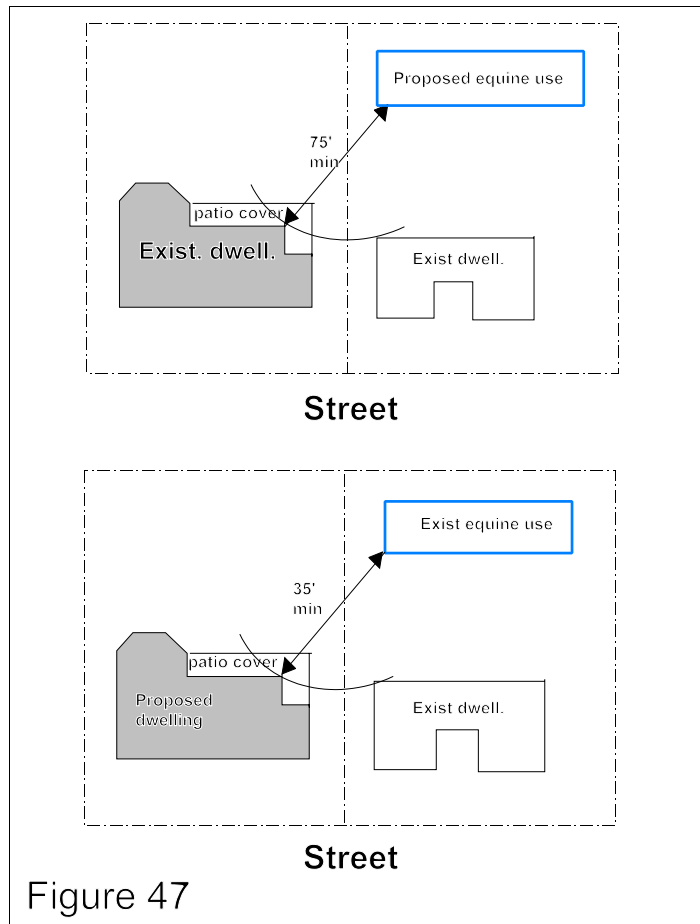 Proposed equine use
75'
min
patio cover
Exist. dwell.
Exist dwell.
Street
Exist equine use
35'
min
patio cover
Proposed
dwelling
Exist dwell.
Street
Figure 47